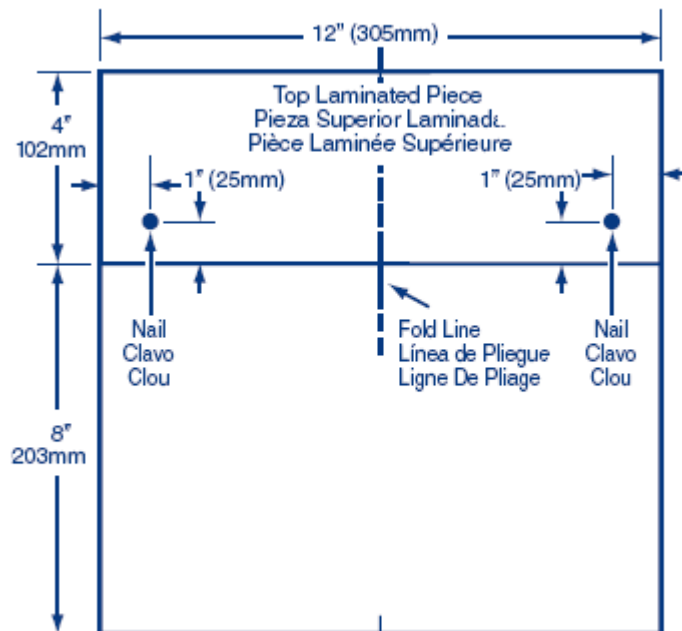 12" (305mm)
Top Laminated Piece
Pieza Superior Laminada
Pièce Laminée Supérieure
4"
102mm
1" (25mm)
1" (25mm)
Nail
Clavo
Clou
Fold Line
Línea de Pliegue
Ligne De Pliage
Nail
Clavo
Clou
8"
203mm